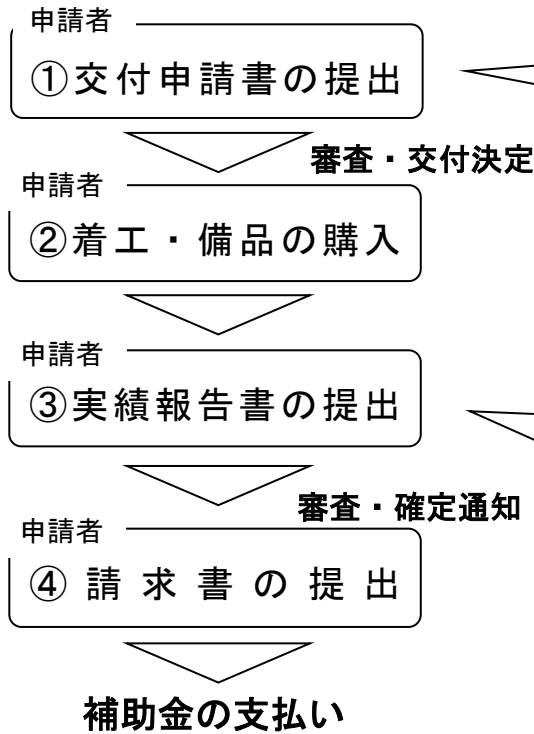 申請者
①交付申請書の提出
審査・交付決定
申請者
②着工・備品の購入
申請者
③実績報告書の提出
審査・確定通知
申請者
④請求書の提出
補助金の支払い